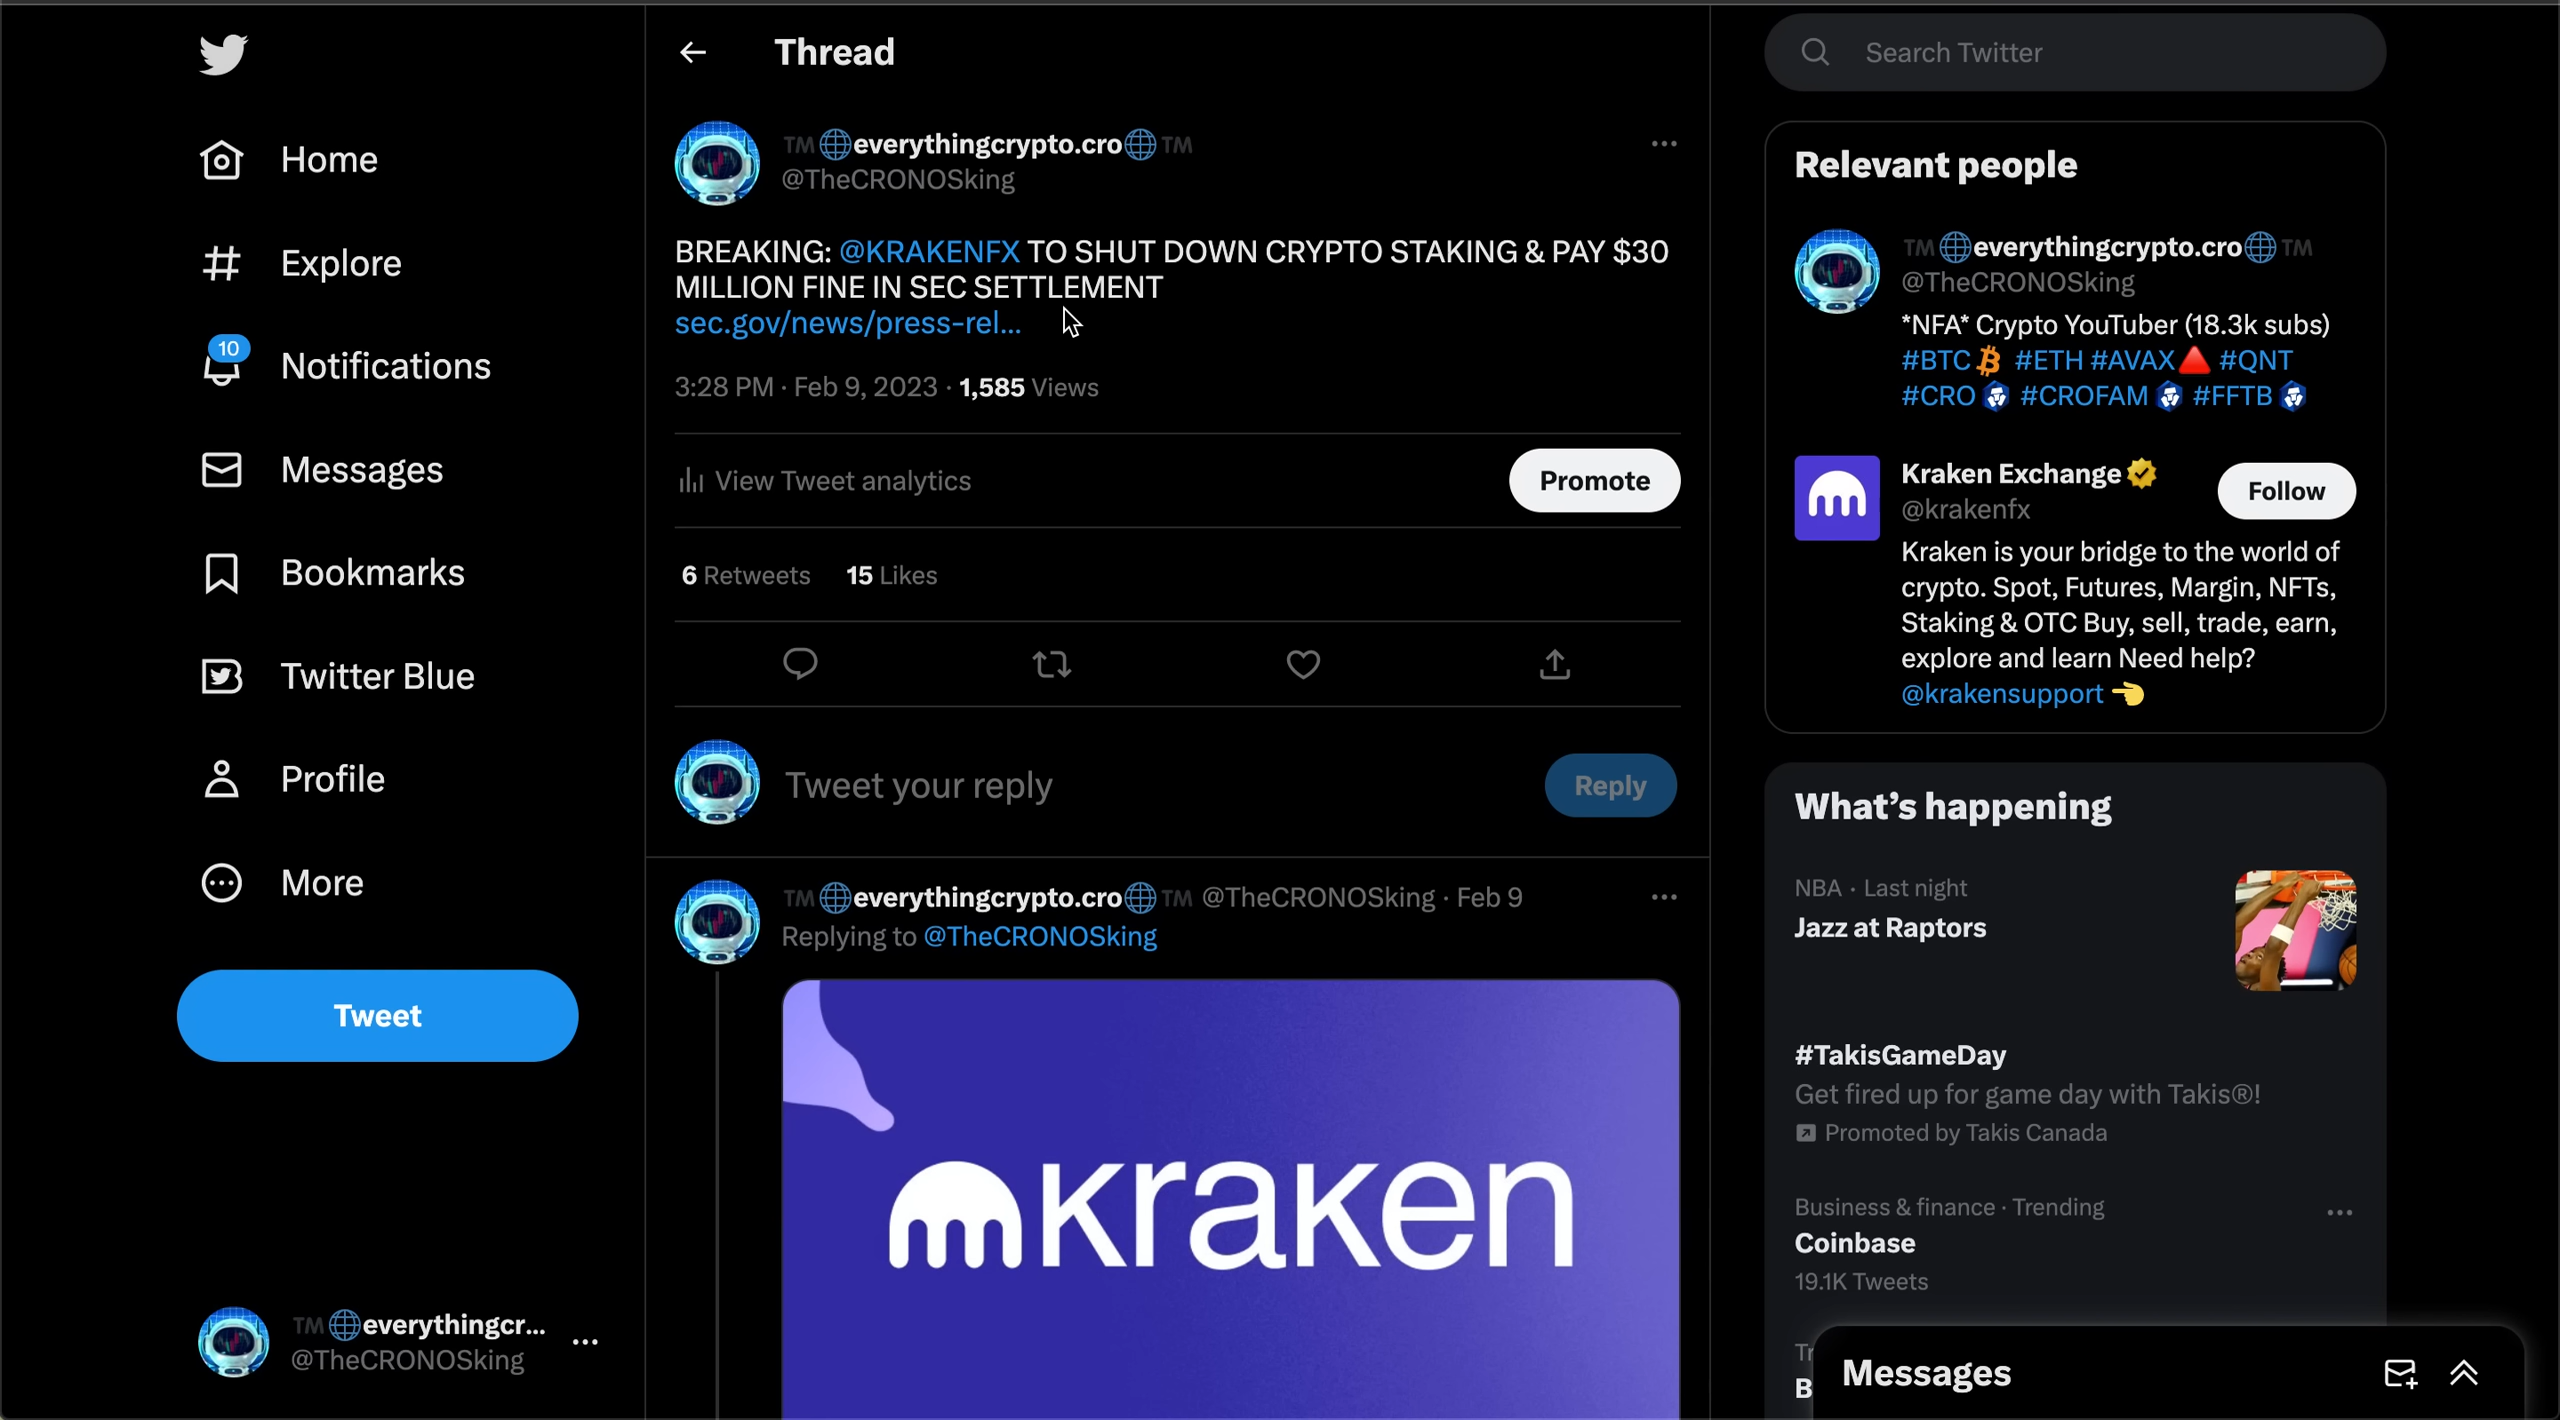 Home
Explore
10
Notifications
Messages
Bookmarks
Twitter Blue
Profile
More
Tweet
TM🌐everythingcr...
@TheCRONOSking
Thread
TM🌐everythingcrypto.cro🌐TM
@TheCRONOSking
BREAKING: @KRAKENFX TO SHUT DOWN CRYPTO STAKING & PAY $30
MILLION FINE IN SEC SETTLEMENT
sec.gov/news/press-rel...
3:28 PM · Feb 9, 2023 · 1,585 Views
View Tweet analytics
Promote
6 Retweets 15 Likes
Tweet your reply
Reply
TM🌐everythingcrypto.cro🌐TM @TheCRONOSking · Feb 9
Replying to @TheCRONOSking
kraken
Search Twitter
Relevant people
TM🌐everythingcrypto.cro🌐TM
@TheCRONOSking
*NFA* Crypto YouTuber (18.3k subs)
#BTC #ETH #AVAX🔺 #QNT
#CRO #CROFAM #FFTB
Kraken Exchange
@krakenfx
Follow
Kraken is your bridge to the world of
crypto. Spot, Futures, Margin, NFTs,
Staking & OTC Buy, sell, trade, earn,
explore and learn Need help?
@krakensupport 👈
What's happening
NBA · Last night
Jazz at Raptors
#TakisGameDay
Get fired up for game day with Takis®!
Promoted by Takis Canada
Business & finance · Trending
Coinbase
19.1K Tweets
Messages